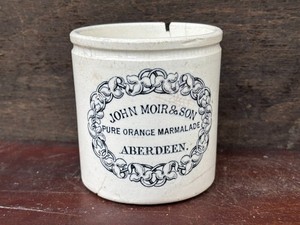 JOHN MOIR & SON
PURE ORANGE MARMALADE
ABERDEEN.